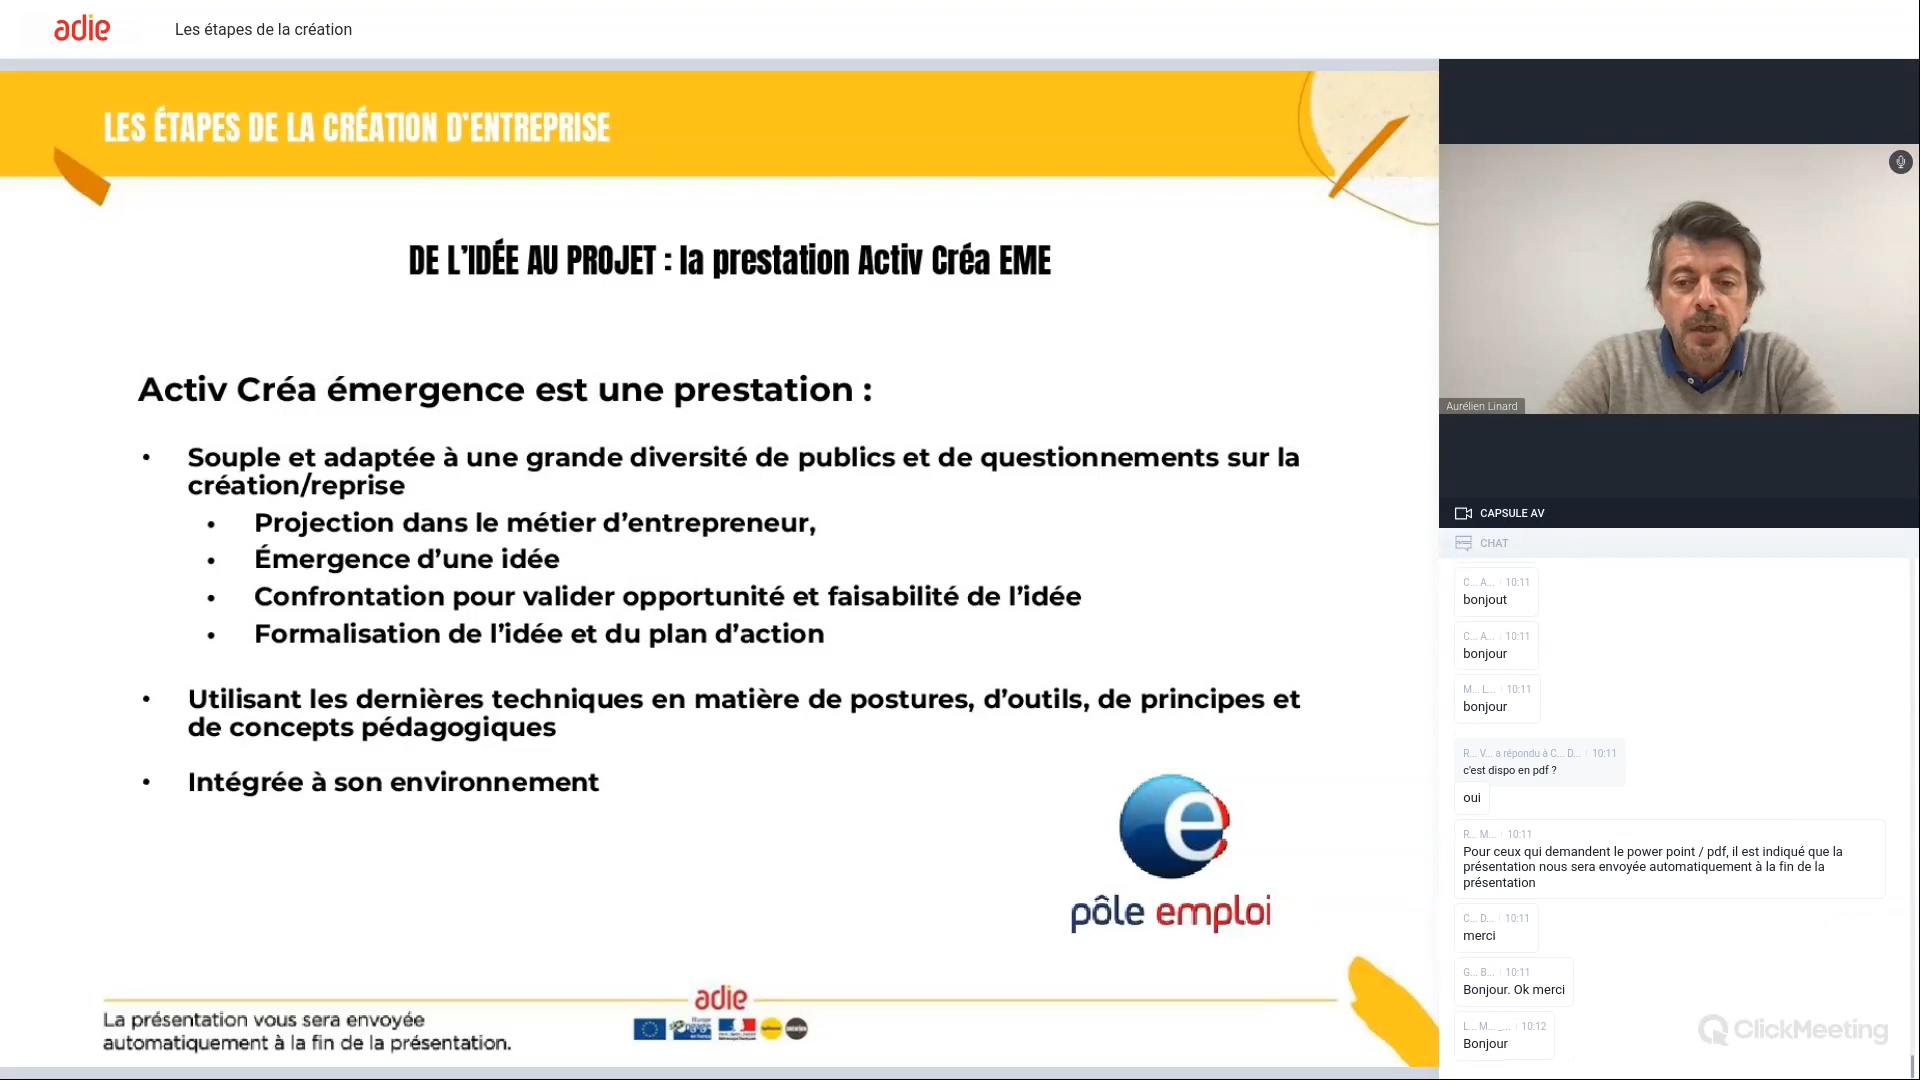 adie
Les étapes de la création
LES ÉTAPES DE LA CRÉATION D'ENTREPRISE
DE L'IDÉE AU PROJET : la prestation Activ Créa EME
Activ Créa émergence est une prestation :
• Souple et adaptée à une grande diversité de publics et de questionnements sur la
création/reprise
• Projection dans le métier d'entrepreneur,
• Émergence d'une idée
• Confrontation pour valider opportunité et faisabilité de l'idée
• Formalisation de l'idée et du plan d'action
• Utilisant les dernières techniques en matière de postures, d'outils, de principes et
de concepts pédagogiques
• Intégrée à son environnement
pôle emploi
adie
La présentation vous sera envoyée
automatiquement à la fin de la présentation.
Aurélien Linard
CAPSULE AV
CHAT
C... A... 10:11
bonjout
C... A... 10:11
bonjour
M... L... 10:11
bonjour
R... V... a répondu à C... D... 10:11
c'est dispo en pdf ?
oui
R... M... 10:11
Pour ceux qui demandent le power point / pdf, il est indiqué que la
présentation nous sera envoyée automatiquement à la fin de la
présentation
C... D... 10:11
merci
G... B... 10:11
Bonjour. Ok merci
L... M... _... 10:12
Bonjour
ClickMeeting